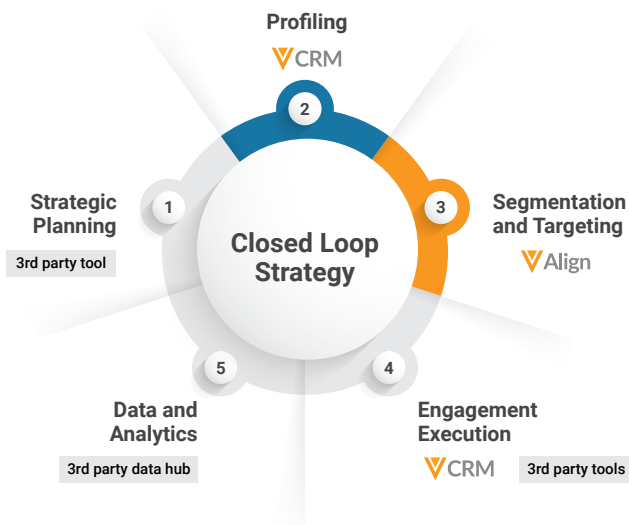 Profiling
CRM
2
1
Strategic
Planning
3rd party tool
3
Segmentation
and Targeting
Align
Closed Loop
Strategy
5
Data and
Analytics
3rd party data hub
4
Engagement
Execution
CRM
3rd party tools